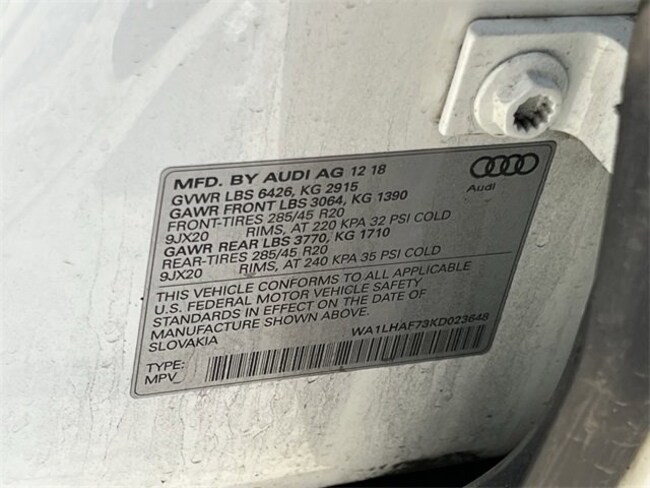 MFD. BY AUDI AG 12 18
GVWR LBS 6426, KG 2915
GAWR FRONT LBS 3064, KG 1390
FRONT-TIRES 285/45 R20
9JX20 RIMS, AT 220 KPA 32 PSI COLD
GAWR REAR LBS 3770, KG 1710
REAR-TIRES 285/45 R20
9JX20 RIMS, AT 240 KPA 35 PSI COLD
Audi
THIS VEHICLE CONFORMS TO ALL APPLICABLE
U.S. FEDERAL MOTOR VEHICLE SAFETY
STANDARDS IN EFFECT ON THE DATE OF
MANUFACTURE SHOWN ABOVE.
SLOVAKIA
WA1LHAF73KD023648
TYPE:
MPV